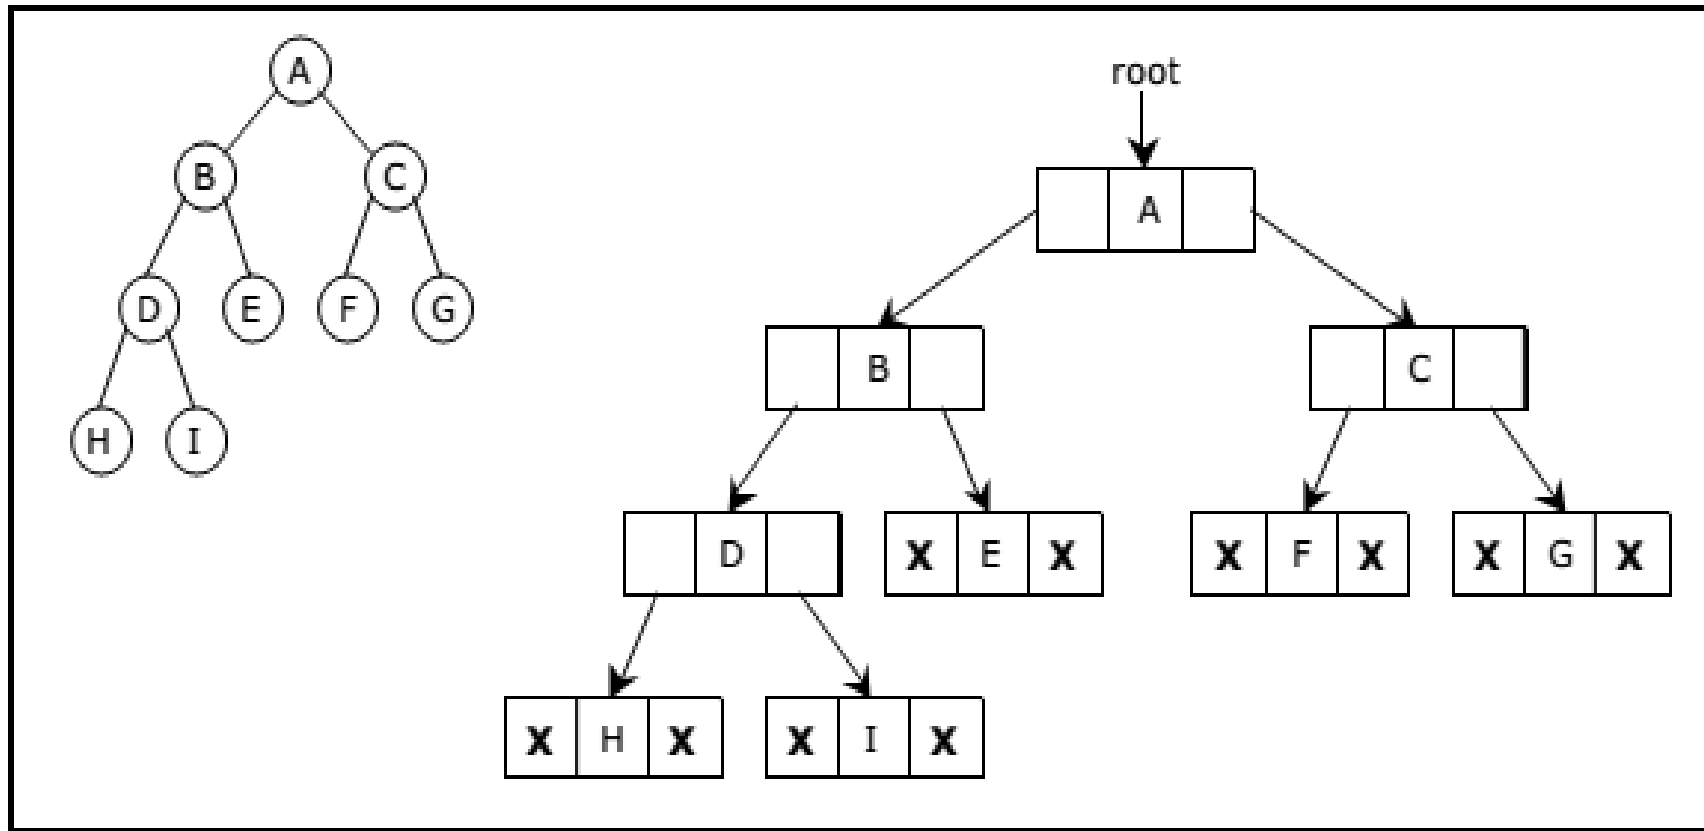 A
B C
D E F G
H I
root
A
B C
D X E X X F X X G X
X H X X I X